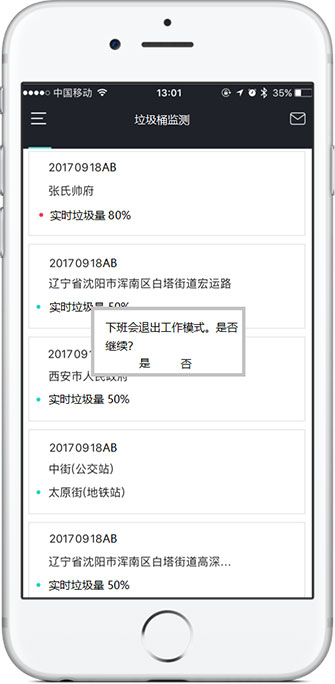 中国移动 13:01 35%
垃圾桶监测
20170918AB
张氏帅府
实时垃圾量 80%
20170918AB
辽宁省沈阳市浑南区白塔街道宏运路
实时垃圾量 50%
下班会退出工作模式。是否
继续?
是 否
20170918AB
西安市人民政府
实时垃圾量 50%
20170918AB
中街(公交站)
太原街(地铁站)
20170918AB
辽宁省沈阳市浑南区白塔街道高深...
实时垃圾量 50%